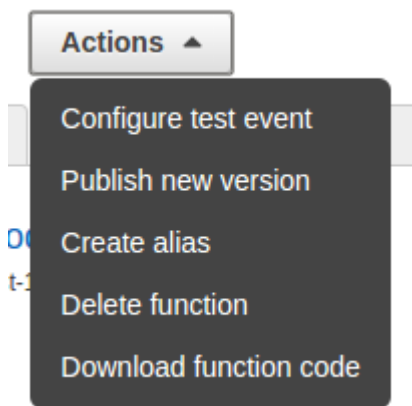 Actions
Configure test event
Publish new version
Create alias
Delete function
Download function code